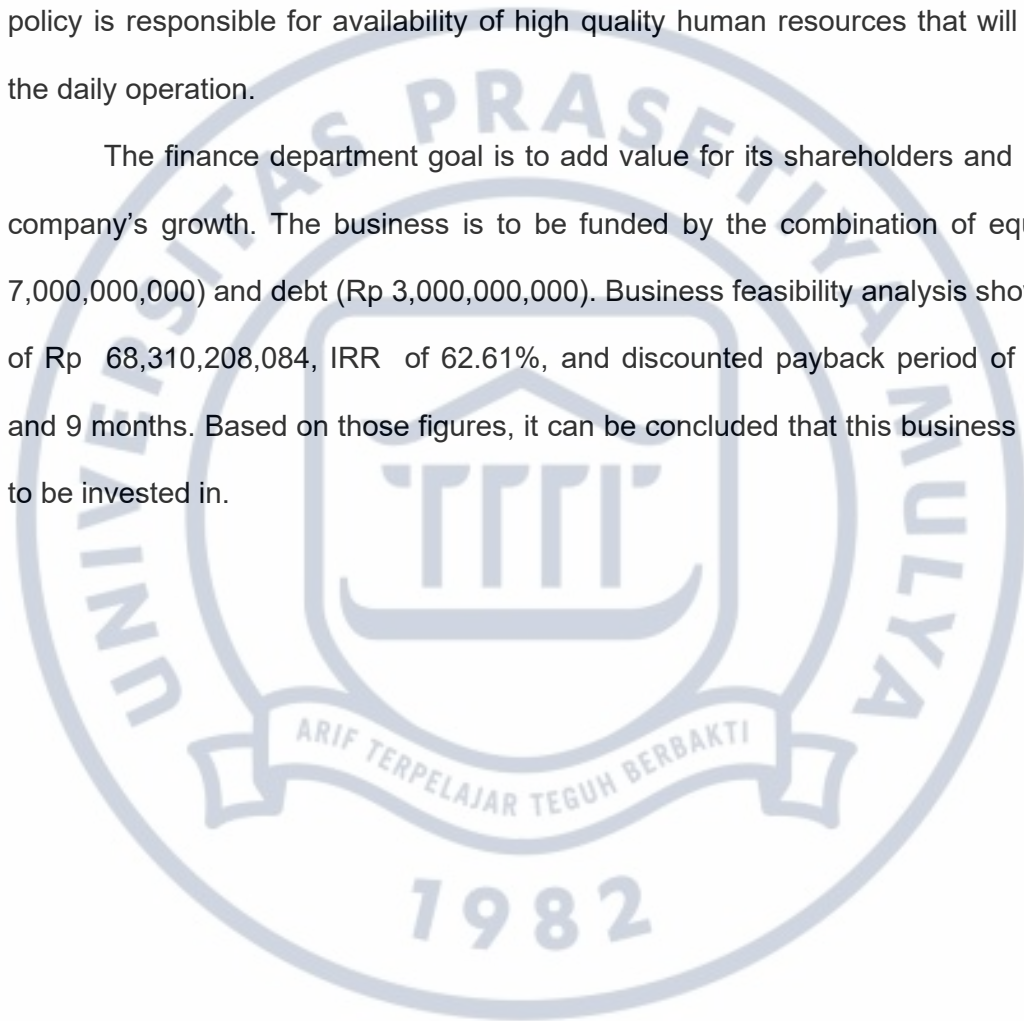 policy is responsible for availability of high quality human resources that will
the daily operation.
The finance department goal is to add value for its shareholders and
company's growth. The business is to be funded by the combination of
7,000,000,000) and debt (Rp 3,000,000,000). Business feasibility analysis
of Rp 68,310,208,084, IRR of 62.61%, and discounted payback period of
and 9 months. Based on those figures, it can be concluded that this business
to be invested in.
UNIVERSITAS PRASETIYA MULYA
ARIF TERPELAJAR TEGUH BERBAKTI
1982